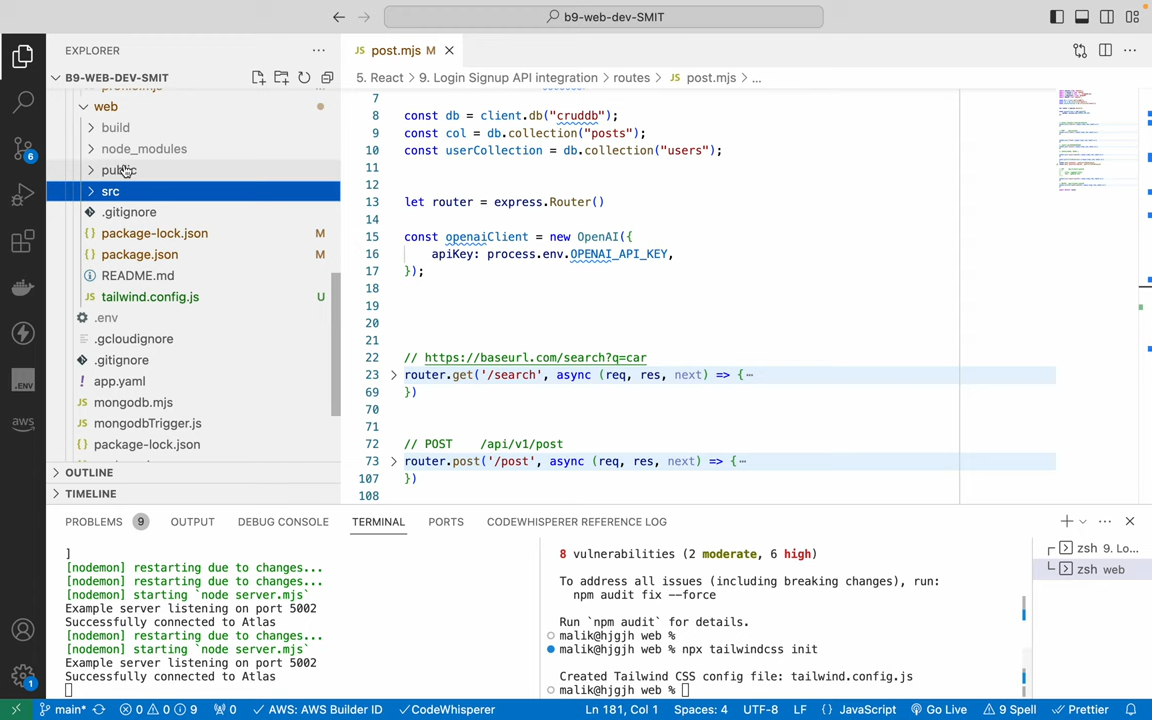 b9-web-dev-SMIT
EXPLORER
B9-WEB-DEV-SMIT
profile.mjs
web
build
node_modules
public
src
.gitignore
package-lock.json M
package.json M
README.md
JS tailwind.config.js U
.env
.gcloudignore
.gitignore
app.yaml
JS mongodb.mjs
JS mongodbTrigger.js
package-lock.json
OUTLINE
TIMELINE
JS post.mjs M
5. React > 9. Login Signup API integration > routes > JS post.mjs > ...
7
8 const db = client.db("cruddb");
9 const col = db.collection("posts");
10 const userCollection = db.collection("users");
11
12
13 let router = express.Router()
14
15 const openaiClient = new OpenAI({
16 apiKey: process.env.OPENAI_API_KEY,
17 });
18
19
20
21
22 // https://baseurl.com/search?q=car
23 router.get('/search', async (req, res, next) => {...
69 })
70
71
72 // POST /api/v1/post
73 router.post('/post', async (req, res, next) => {...
107 })
108
PROBLEMS 9 OUTPUT DEBUG CONSOLE TERMINAL PORTS CODEWHISPERER REFERENCE LOG
]
[nodemon] restarting due to changes...
[nodemon] restarting due to changes...
[nodemon] starting `node server.mjs`
Example server listening on port 5002
Successfully connected to Atlas
[nodemon] restarting due to changes...
[nodemon] starting `node server.mjs`
Example server listening on port 5002
Successfully connected to Atlas
8 vulnerabilities (2 moderate, 6 high)
To address all issues (including breaking changes), run:
npm audit fix --force
Run `npm audit` for details.
malik@hjgjh web %
malik@hjgjh web % npx tailwindcss init
Created Tailwind CSS config file: tailwind.config.js
malik@hjgjh web %
zsh 9. Lo...
zsh web
6
.ENV
aws
1
main* 0 0 9 0 AWS: AWS Builder ID CodeWhisperer Ln 181, Col 1 Spaces: 4 UTF-8 LF {} JavaScript Go Live 9 Spell Prettier